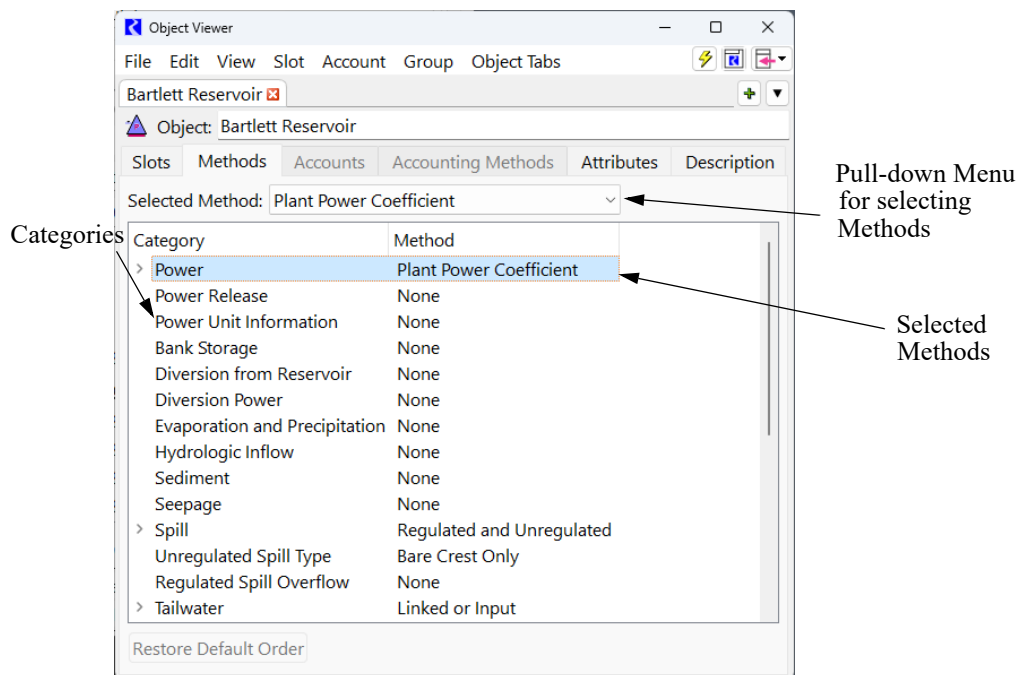 Object Viewer
File Edit View Slot Account Group Object Tabs
Bartlett Reservoir
Object: Bartlett Reservoir
Slots Methods Accounts Accounting Methods Attributes Description
Selected Method: Plant Power Coefficient
Pull-down Menu
for selecting
Methods
Categories
Category Method
Power Plant Power Coefficient
Power Release None
Power Unit Information None
Selected
Methods
Bank Storage None
Diversion from Reservoir None
Diversion Power None
Evaporation and Precipitation None
Hydrologic Inflow None
Sediment None
Seepage None
Spill Regulated and Unregulated
Unregulated Spill Type Bare Crest Only
Regulated Spill Overflow None
Tailwater Linked or Input
Restore Default Order